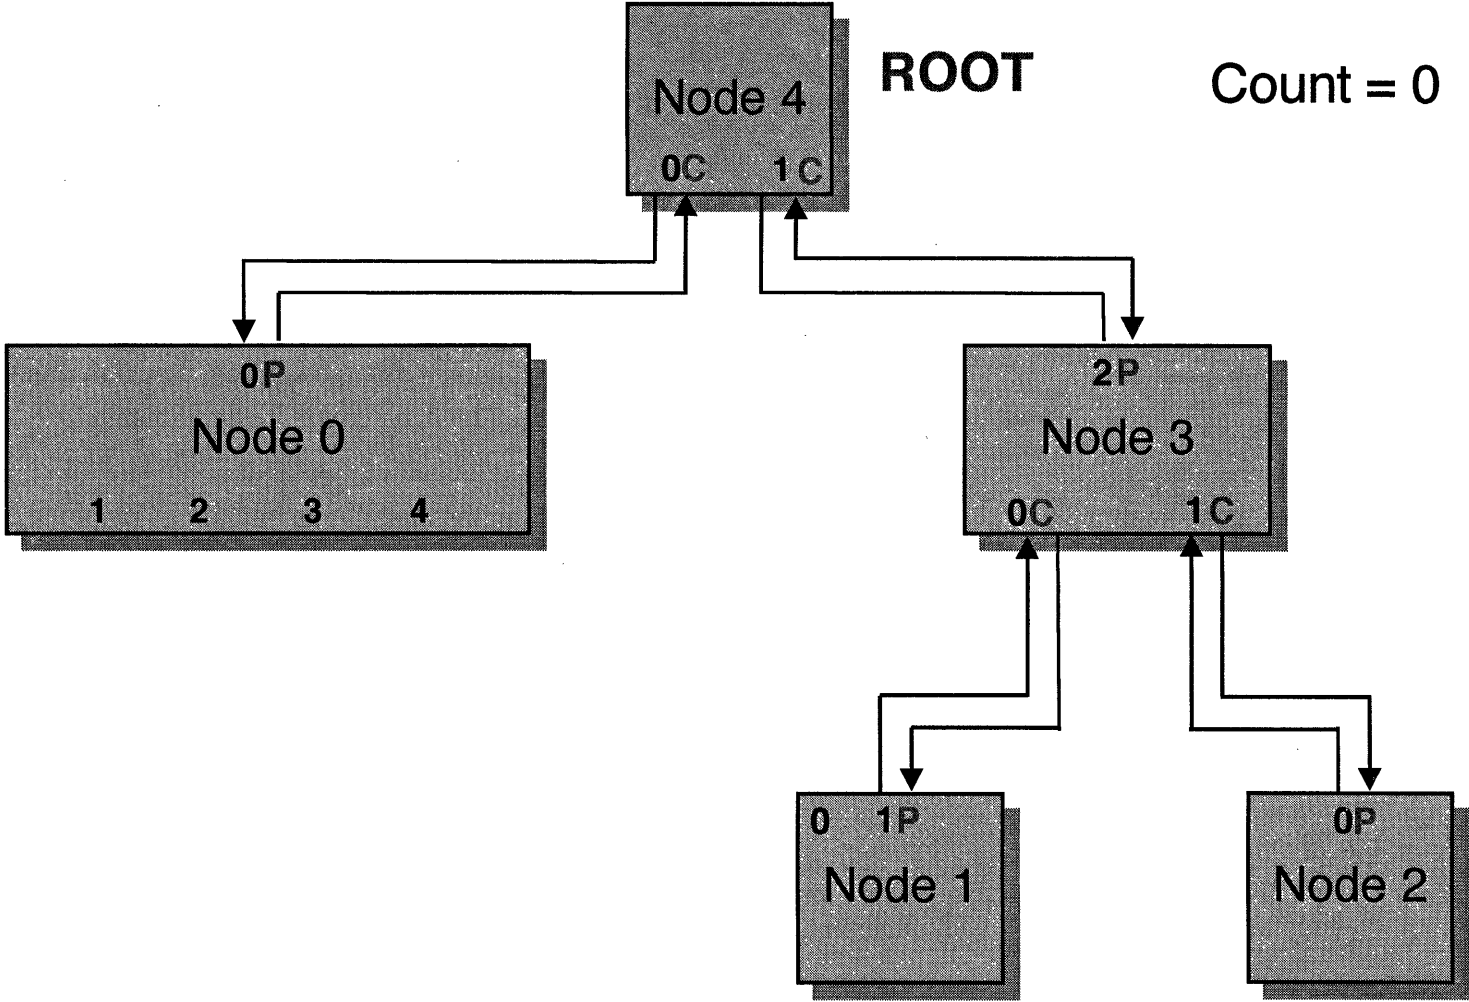 Node 4
ROOT
Count = 0
0C 1C
0P
Node 0
1 2 3 4
2P
Node 3
0C 1C
0 1P
Node 1
0P
Node 2